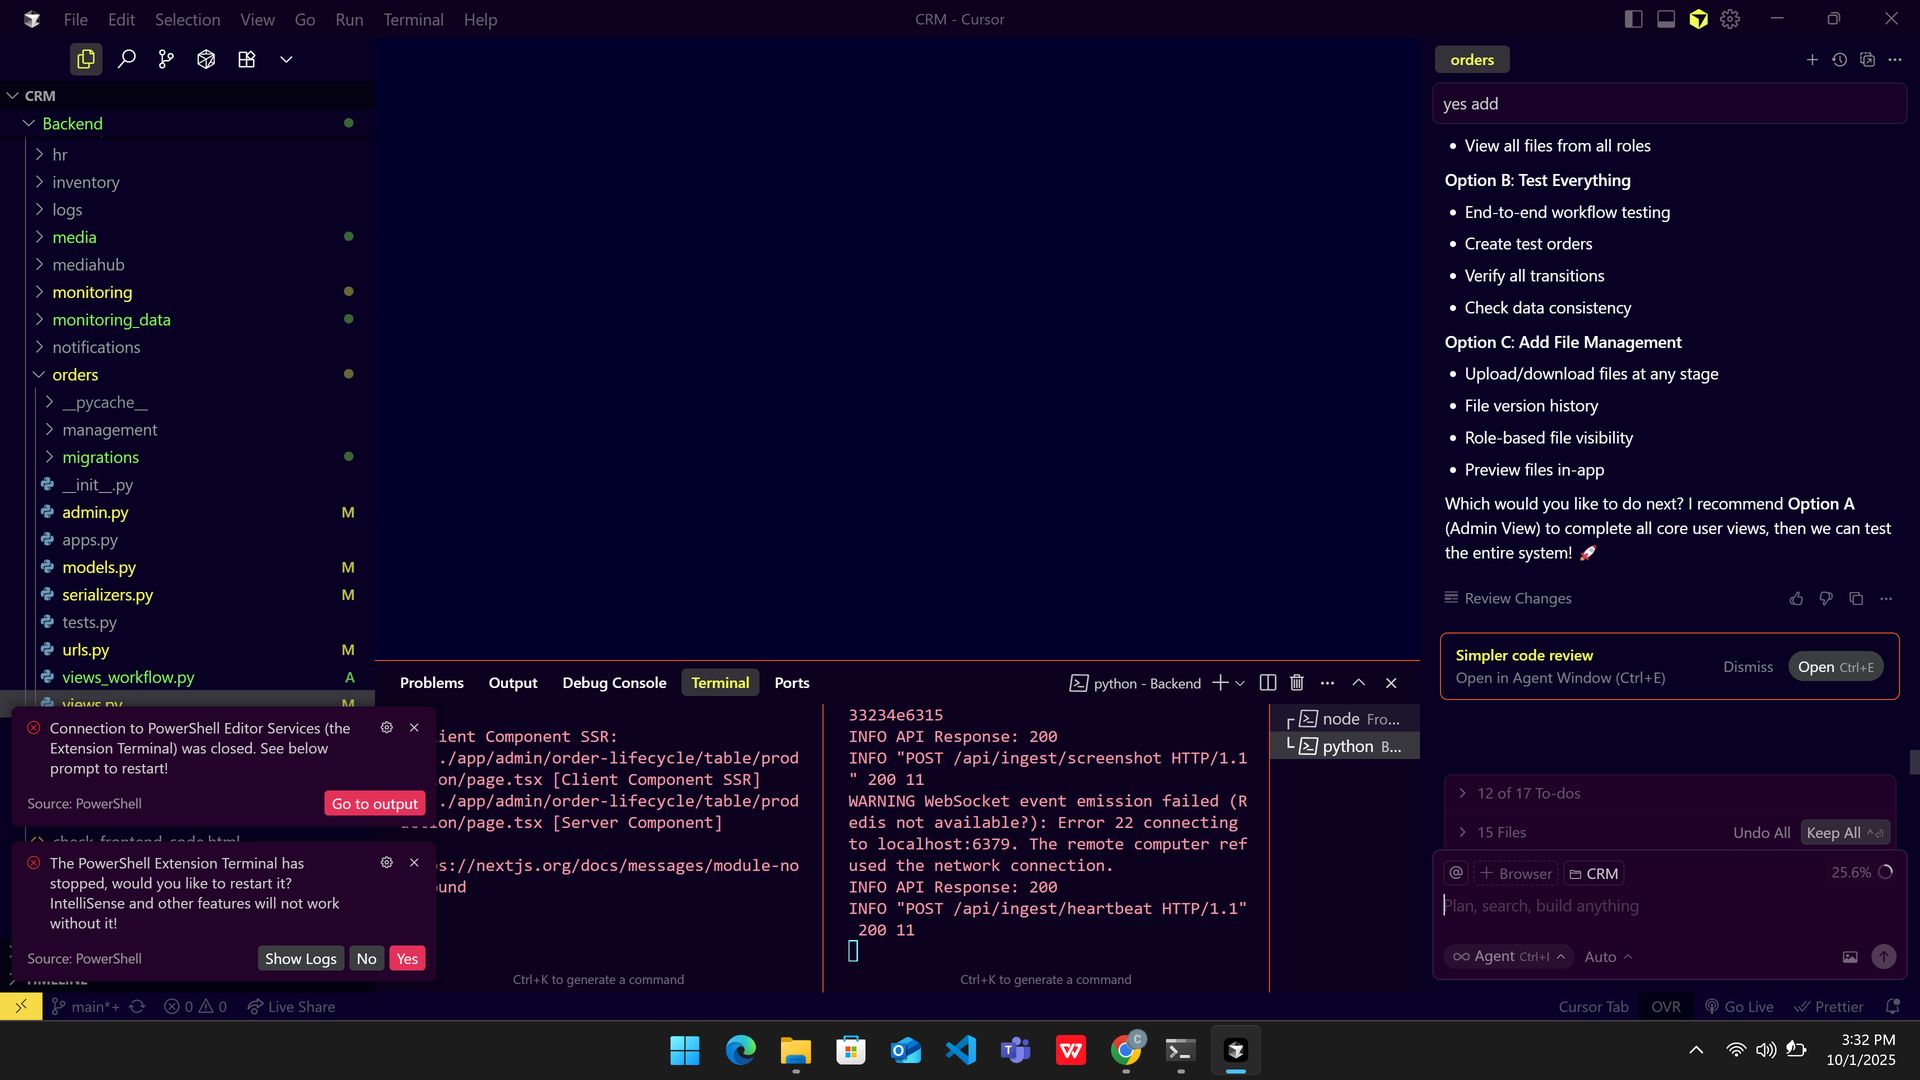 File Edit Selection View Go Run Terminal Help
CRM - Cursor
CRM
Backend
hr
inventory
logs
media
mediahub
monitoring
monitoring_data
notifications
orders
__pycache__
management
migrations
__init__.py
admin.py M
apps.py
models.py M
serializers.py M
tests.py
urls.py M
views_workflow.py A
views.py M
Connection to PowerShell Editor Services (the
Extension Terminal) was closed. See below
prompt to restart!
Source: PowerShell
Go to output
check_frontend_code.html
The PowerShell Extension Terminal has
stopped, would you like to restart it?
IntelliSense and other features will not work
without it!
Source: PowerShell
Show Logs No Yes
TIMELINE
Problems Output Debug Console Terminal Ports
python - Backend
ient Component SSR:
./app/admin/order-lifecycle/table/prod
on/page.tsx [Client Component SSR]
./app/admin/order-lifecycle/table/prod
ction/page.tsx [Server Component]
s://nextjs.org/docs/messages/module-no
und
Ctrl+K to generate a command
33234e6315
INFO API Response: 200
INFO "POST /api/ingest/screenshot HTTP/1.1
" 200 11
WARNING WebSocket event emission failed (R
edis not available?): Error 22 connecting
to localhost:6379. The remote computer ref
used the network connection.
INFO API Response: 200
INFO "POST /api/ingest/heartbeat HTTP/1.1"
200 11
Ctrl+K to generate a command
node Fro...
python B...
orders
yes add
• View all files from all roles
Option B: Test Everything
• End-to-end workflow testing
• Create test orders
• Verify all transitions
• Check data consistency
Option C: Add File Management
• Upload/download files at any stage
• File version history
• Role-based file visibility
• Preview files in-app
Which would you like to do next? I recommend Option A
(Admin View) to complete all core user views, then we can test
the entire system! 🚀
Review Changes
Simpler code review
Open in Agent Window (Ctrl+E)
Dismiss Open Ctrl+E
12 of 17 To-dos
15 Files Undo All Keep All
@ + Browser CRM 25.6%
Plan, search, build anything
∞ Agent Ctrl+I Auto
main*+ 0 0 Live Share
Cursor Tab OVR Go Live Prettier
3:32 PM
10/1/2025